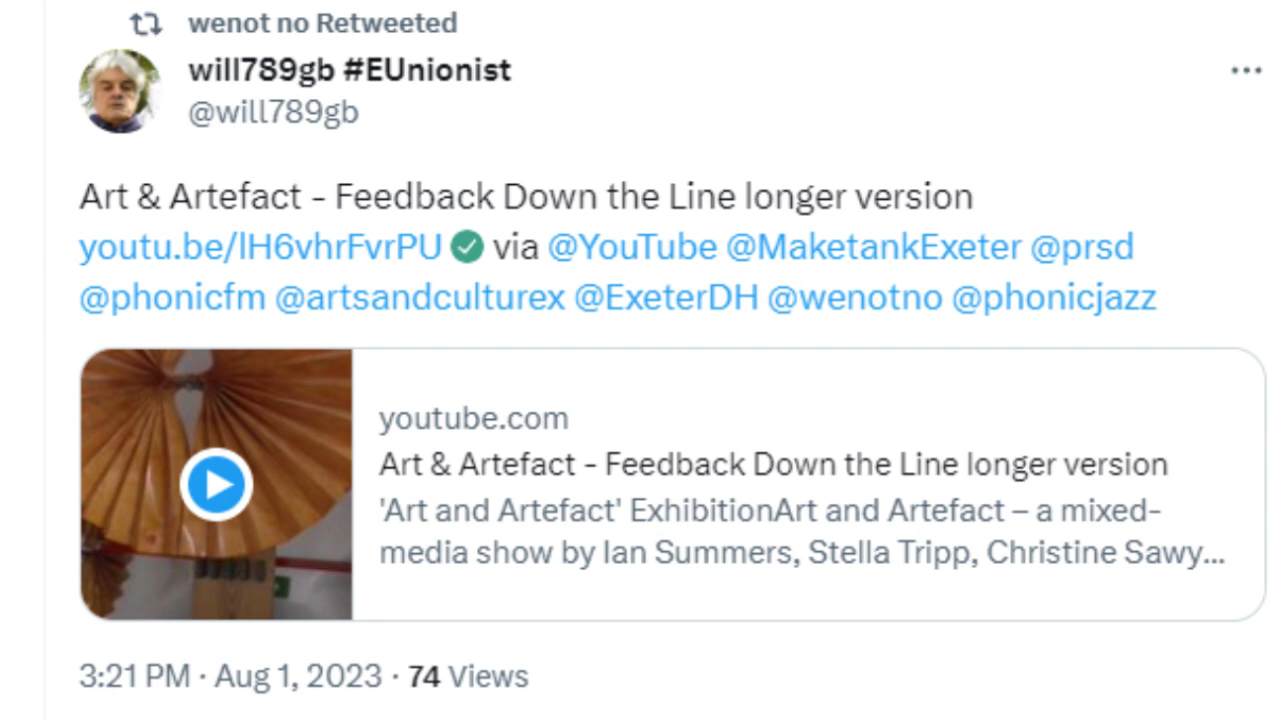 wenot no Retweeted
will789gb #EUnionist
@will789gb
Art & Artefact - Feedback Down the Line longer version
youtu.be/lH6vhrFvrPU via @YouTube @MaketankExeter @prsd
@phonicfm @artsandculturex @ExeterDH @wenotno @phonicjazz
youtube.com
Art & Artefact - Feedback Down the Line longer version
'Art and Artefact' ExhibitionArt and Artefact – a mixed-
media show by Ian Summers, Stella Tripp, Christine Sawy...
3:21 PM · Aug 1, 2023 · 74 Views